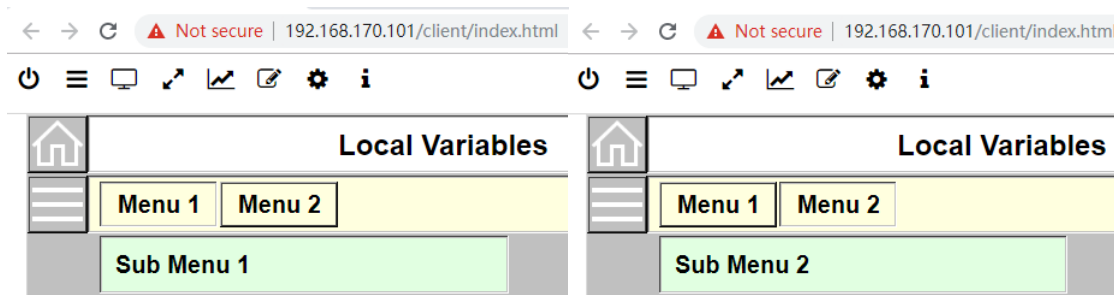 Not secure | 192.168.170.101/client/index.html
Local Variables
Menu 1 Menu 2
Sub Menu 1
Not secure | 192.168.170.101/client/index.html
Local Variables
Menu 1 Menu 2
Sub Menu 2